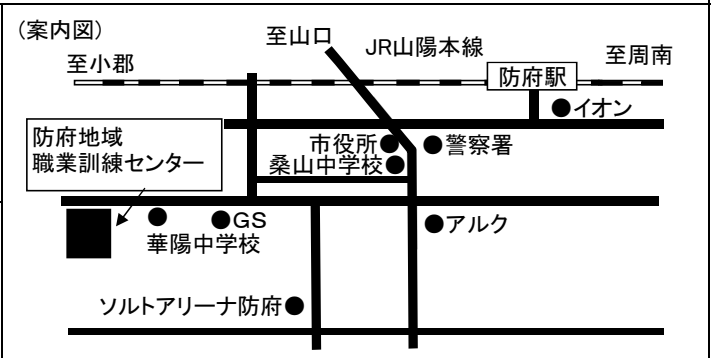 (案内図)
至山口
JR山陽本線
至周南
至小郡
防府駅
●イオン
防府地域
職業訓練センター
市役所●
●警察署
桑山中学校●
●
●GS
●アルク
華陽中学校
ソルトアリーナ防府●